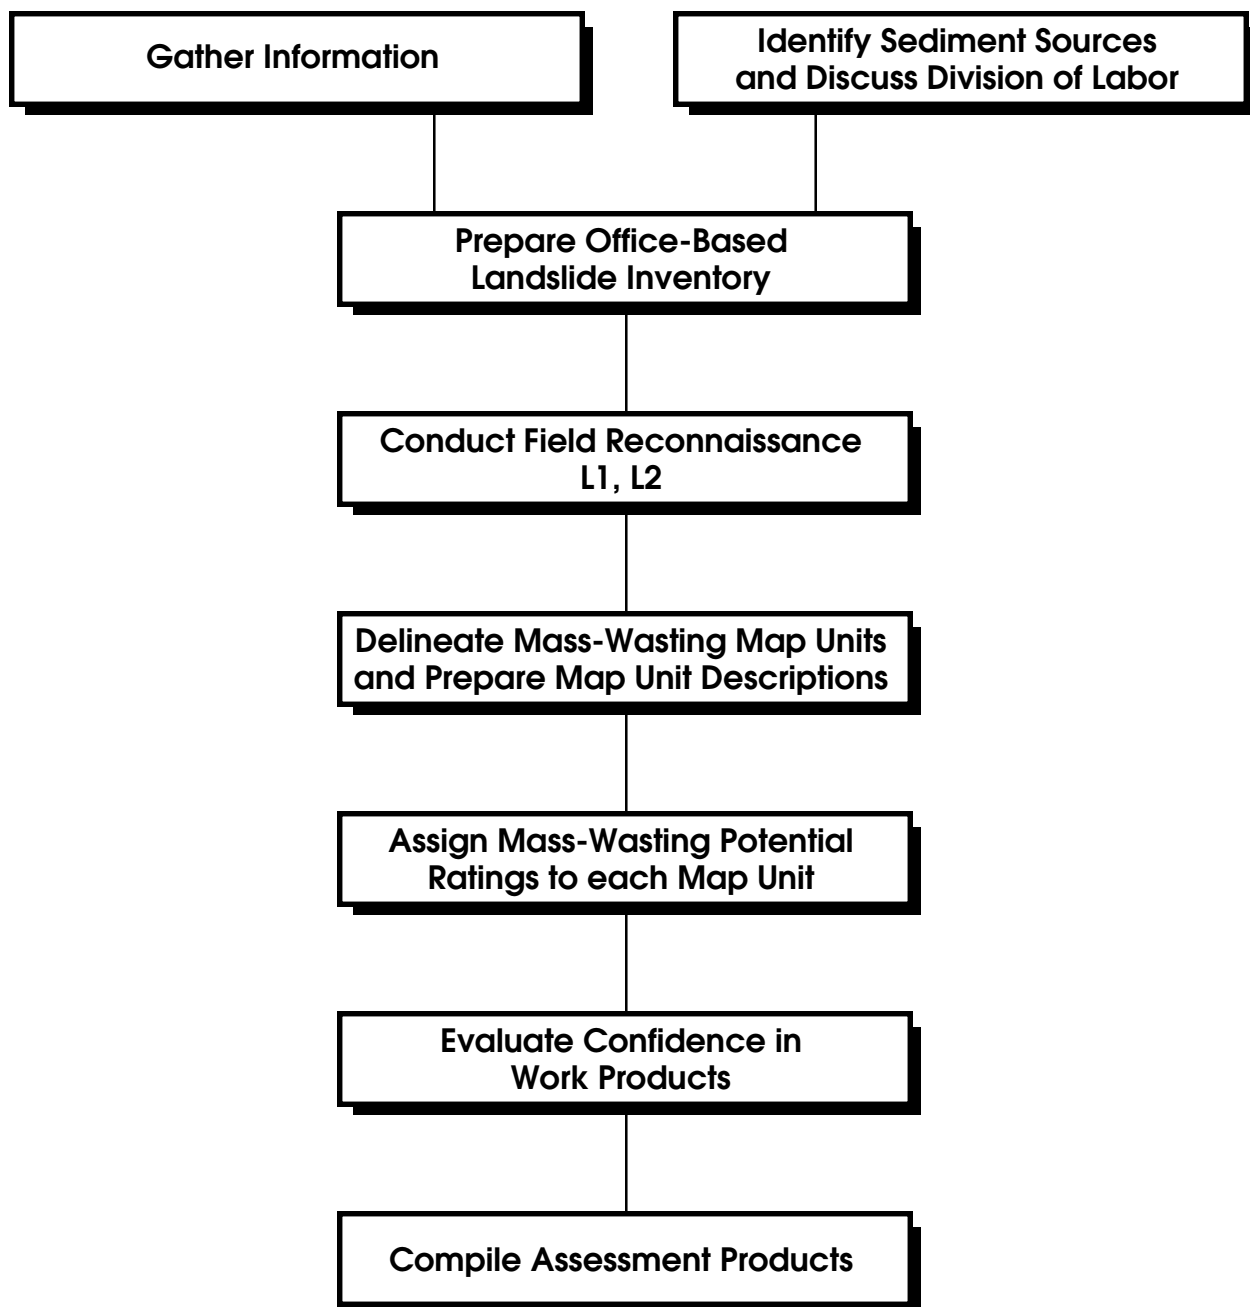 Gather Information
Identify Sediment Sources
and Discuss Division of Labor
Prepare Office-Based
Landslide Inventory
Conduct Field Reconnaissance
L1, L2
Delineate Mass-Wasting Map Units
and Prepare Map Unit Descriptions
Assign Mass-Wasting Potential
Ratings to each Map Unit
Evaluate Confidence in
Work Products
Compile Assessment Products